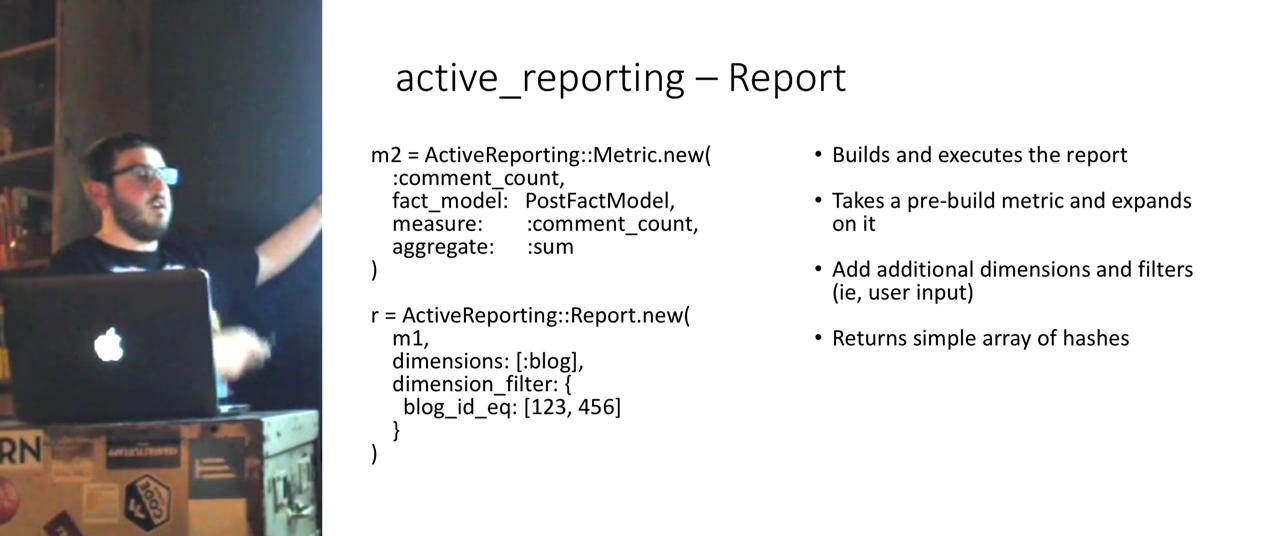 active_reporting – Report
m2 = ActiveReporting::Metric.new(
:comment_count,
fact_model: PostFactModel,
measure: :comment_count,
aggregate: :sum
)
r = ActiveReporting::Report.new(
m1,
dimensions: [:blog],
dimension_filter: {
blog_id_eq: [123, 456]
}
)
• Builds and executes the report
• Takes a pre-build metric and expands
on it
• Add additional dimensions and filters
(ie, user input)
• Returns simple array of hashes
RN
CODE